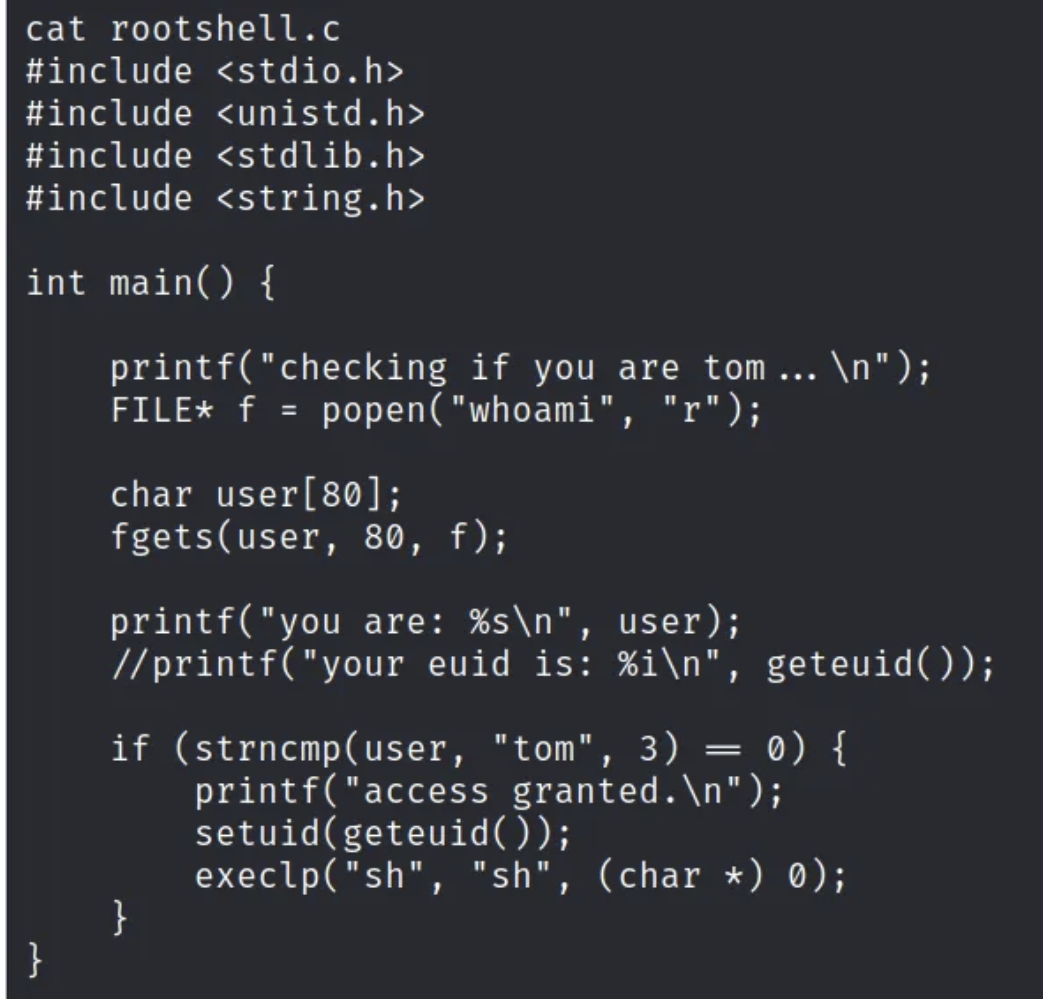 cat rootshell.c
#include <stdio.h>
#include <unistd.h>
#include <stdlib.h>
#include <string.h>

int main() {

    printf("checking if you are tom...\n");
    FILE* f = popen("whoami", "r");

    char user[80];
    fgets(user, 80, f);

    printf("you are: %s\n", user);
    //printf("your euid is: %i\n", geteuid());

    if (strncmp(user, "tom", 3) == 0) {
        printf("access granted.\n");
        setuid(geteuid());
        execlp("sh", "sh", (char *) 0);
    }
}